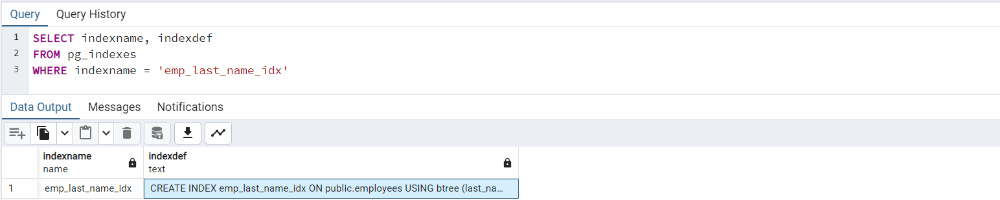 Query Query History
1 SELECT indexname, indexdef
2 FROM pg_indexes
3 WHERE indexname = 'emp_last_name_idx'
Data Output Messages Notifications
indexname indexdef
name text
1 emp_last_name_idx CREATE INDEX emp_last_name_idx ON public.employees USING btree (last_na...